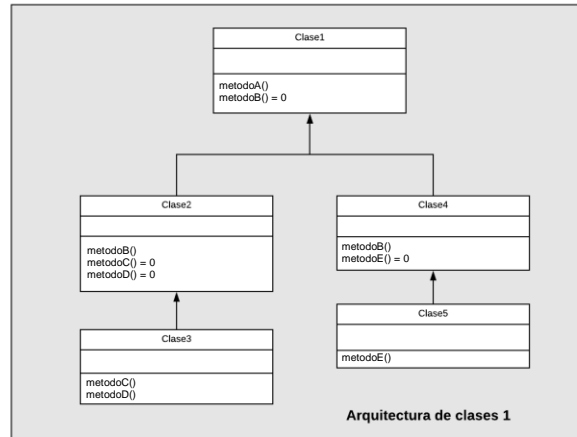 Clase1
metodoA()
metodoB() = 0
Clase2
metodoB()
metodoC() = 0
metodoD() = 0
Clase4
metodoB()
metodoE() = 0
Clase3
metodoC()
metodoD()
Clase5
metodoE()
Arquitectura de clases 1